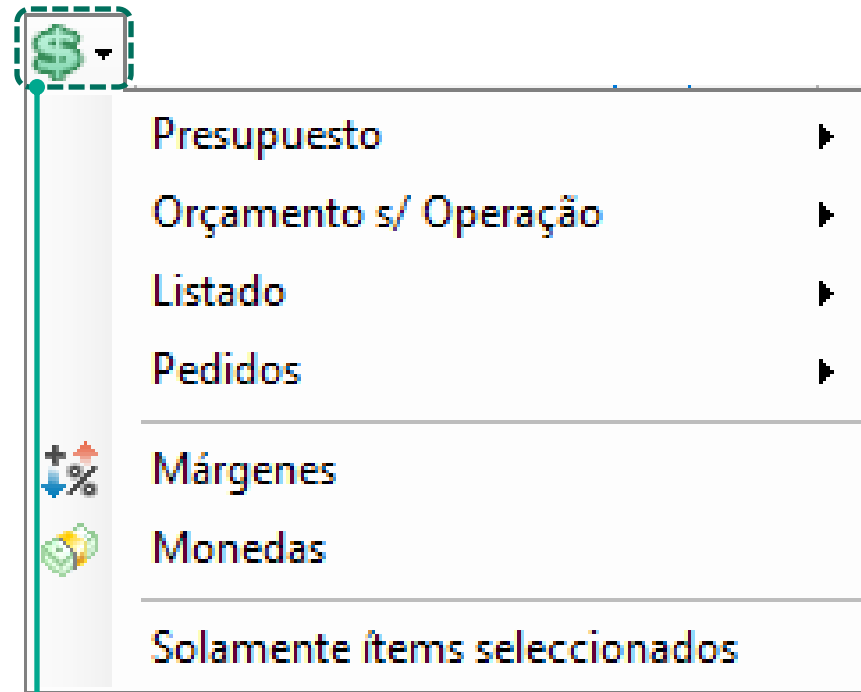 Presupuesto
Orçamento s/ Operação
Listado
Pedidos
Márgenes
Monedas
Solamente ítems seleccionados